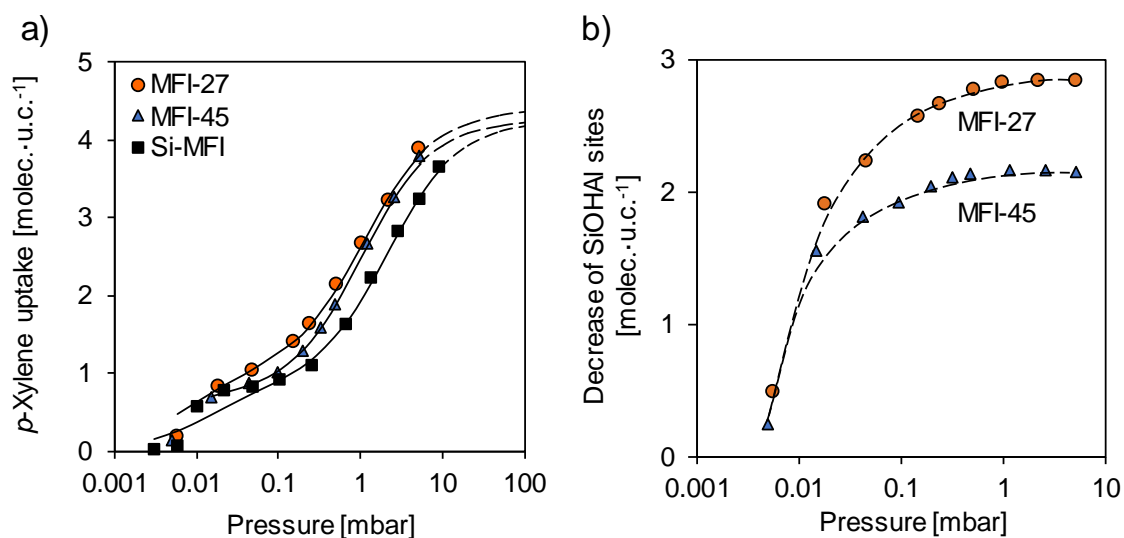 a)
p-Xylene uptake [molec.·u.c.⁻¹]
5
4
3
2
1
0
MFI-27
MFI-45
Si-MFI
0.001 0.01 0.1 1 10 100
Pressure [mbar]
b)
Decrease of SiOHAl sites
[molec.·u.c.⁻¹]
3
2
1
0
MFI-27
MFI-45
0.001 0.01 0.1 1 10
Pressure [mbar]